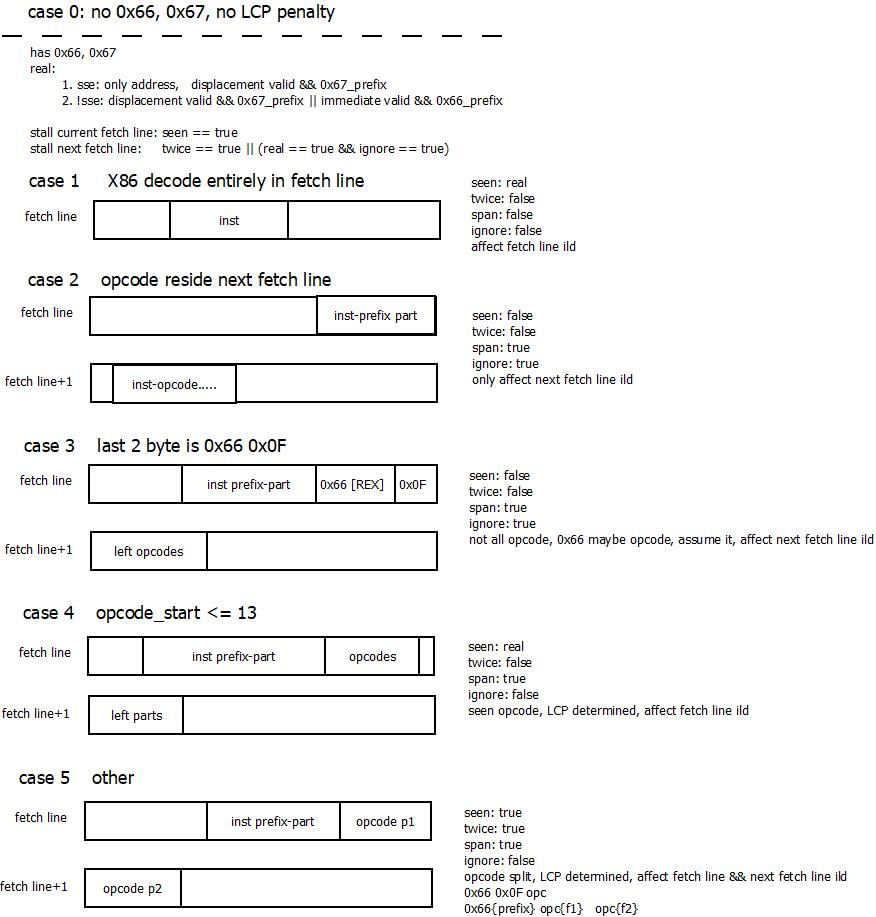 case 0: no 0x66, 0x67, no LCP penalty
has 0x66, 0x67
real:
1. sse: only address, displacement valid && 0x67_prefix
2. !sse: displacement valid && 0x67_prefix || immediate valid && 0x66_prefix
stall current fetch line: seen == true
stall next fetch line: twice == true || (real == true && ignore == true)
case 1 X86 decode entirely in fetch line
fetch line
inst
seen: real
twice: false
span: false
ignore: false
affect fetch line ild
case 2 opcode reside next fetch line
fetch line
inst-prefix part
fetch line+1
inst-opcode.....
seen: false
twice: false
span: true
ignore: true
only affect next fetch line ild
case 3 last 2 byte is 0x66 0x0F
fetch line
inst prefix-part
0x66 [REX]
0x0F
fetch line+1
left opcodes
seen: false
twice: false
span: true
ignore: true
not all opcode, 0x66 maybe opcode, assume it, affect next fetch line ild
case 4 opcode_start <= 13
fetch line
inst prefix-part
opcodes
fetch line+1
left parts
seen: real
twice: false
span: true
ignore: false
seen opcode, LCP determined, affect fetch line ild
case 5 other
fetch line
inst prefix-part
opcode p1
fetch line+1
opcode p2
seen: true
twice: true
span: true
ignore: false
opcode split, LCP determined, affect fetch line && next fetch line ild
0x66 0x0F opc
0x66{prefix} opc{f1} opc{f2}